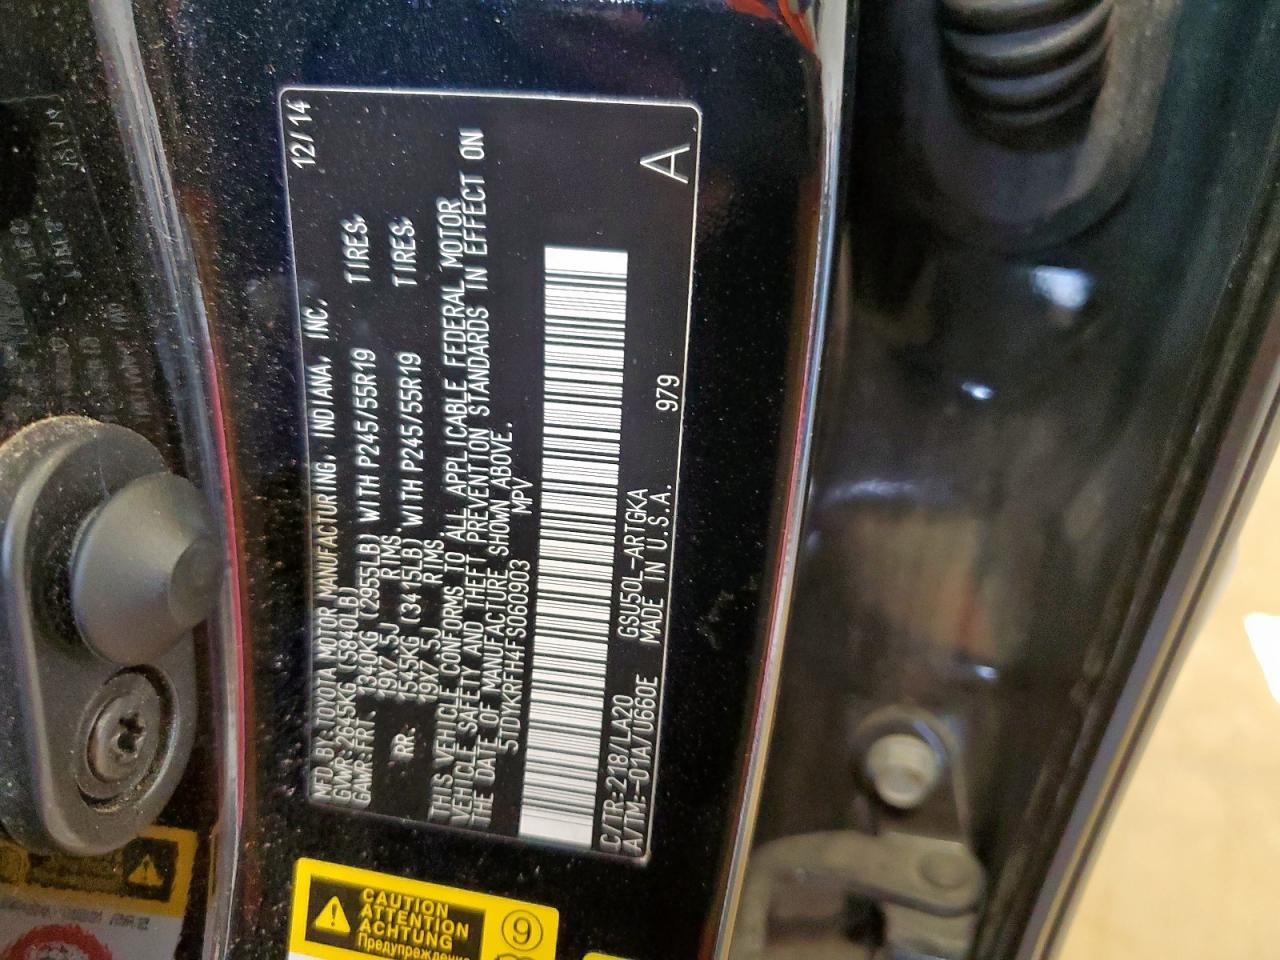 MFD BY: TOYOTA MOTOR MANUFACTURING, INDIANA, INC. 12/14
GVWR: 2645KG (5840LB)
GAWR: FRT: 1340KG (2955LB) WITH P245/55R19 TIRES,
19X7.5J RIMS.
RR: 1545KG (3415LB) WITH P245/55R19 TIRES,
19X7.5J RIMS.
THIS VEHICLE CONFORMS TO ALL APPLICABLE FEDERAL MOTOR
VEHICLE SAFETY AND THEFT PREVENTION STANDARDS IN EFFECT ON
THE DATE OF MANUFACTURE SHOWN ABOVE.
5TDYKRFH4FS060903 MPV
C/TR:218/LA20 GSU50L-ARTGKA
A/TM:-01A/U660E MADE IN U.S.A. 979 A
CAUTION
ATTENTION
ACHTUNG
Предупреждение
9